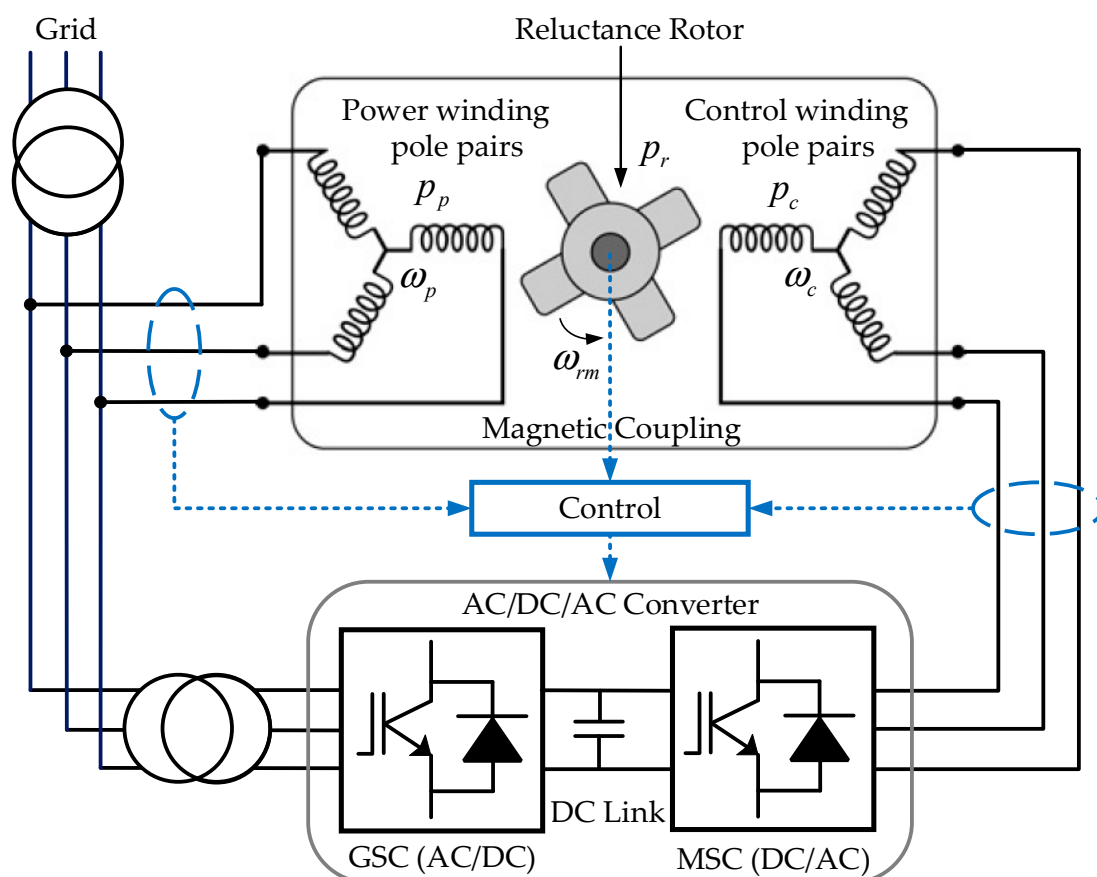 Grid
Reluctance Rotor
Power winding
pole pairs
Control winding
pole pairs
p_r
p_p
p_c
ω_p
ω_c
ω_rm
Magnetic Coupling
Control
AC/DC/AC Converter
DC Link
GSC (AC/DC)
MSC (DC/AC)